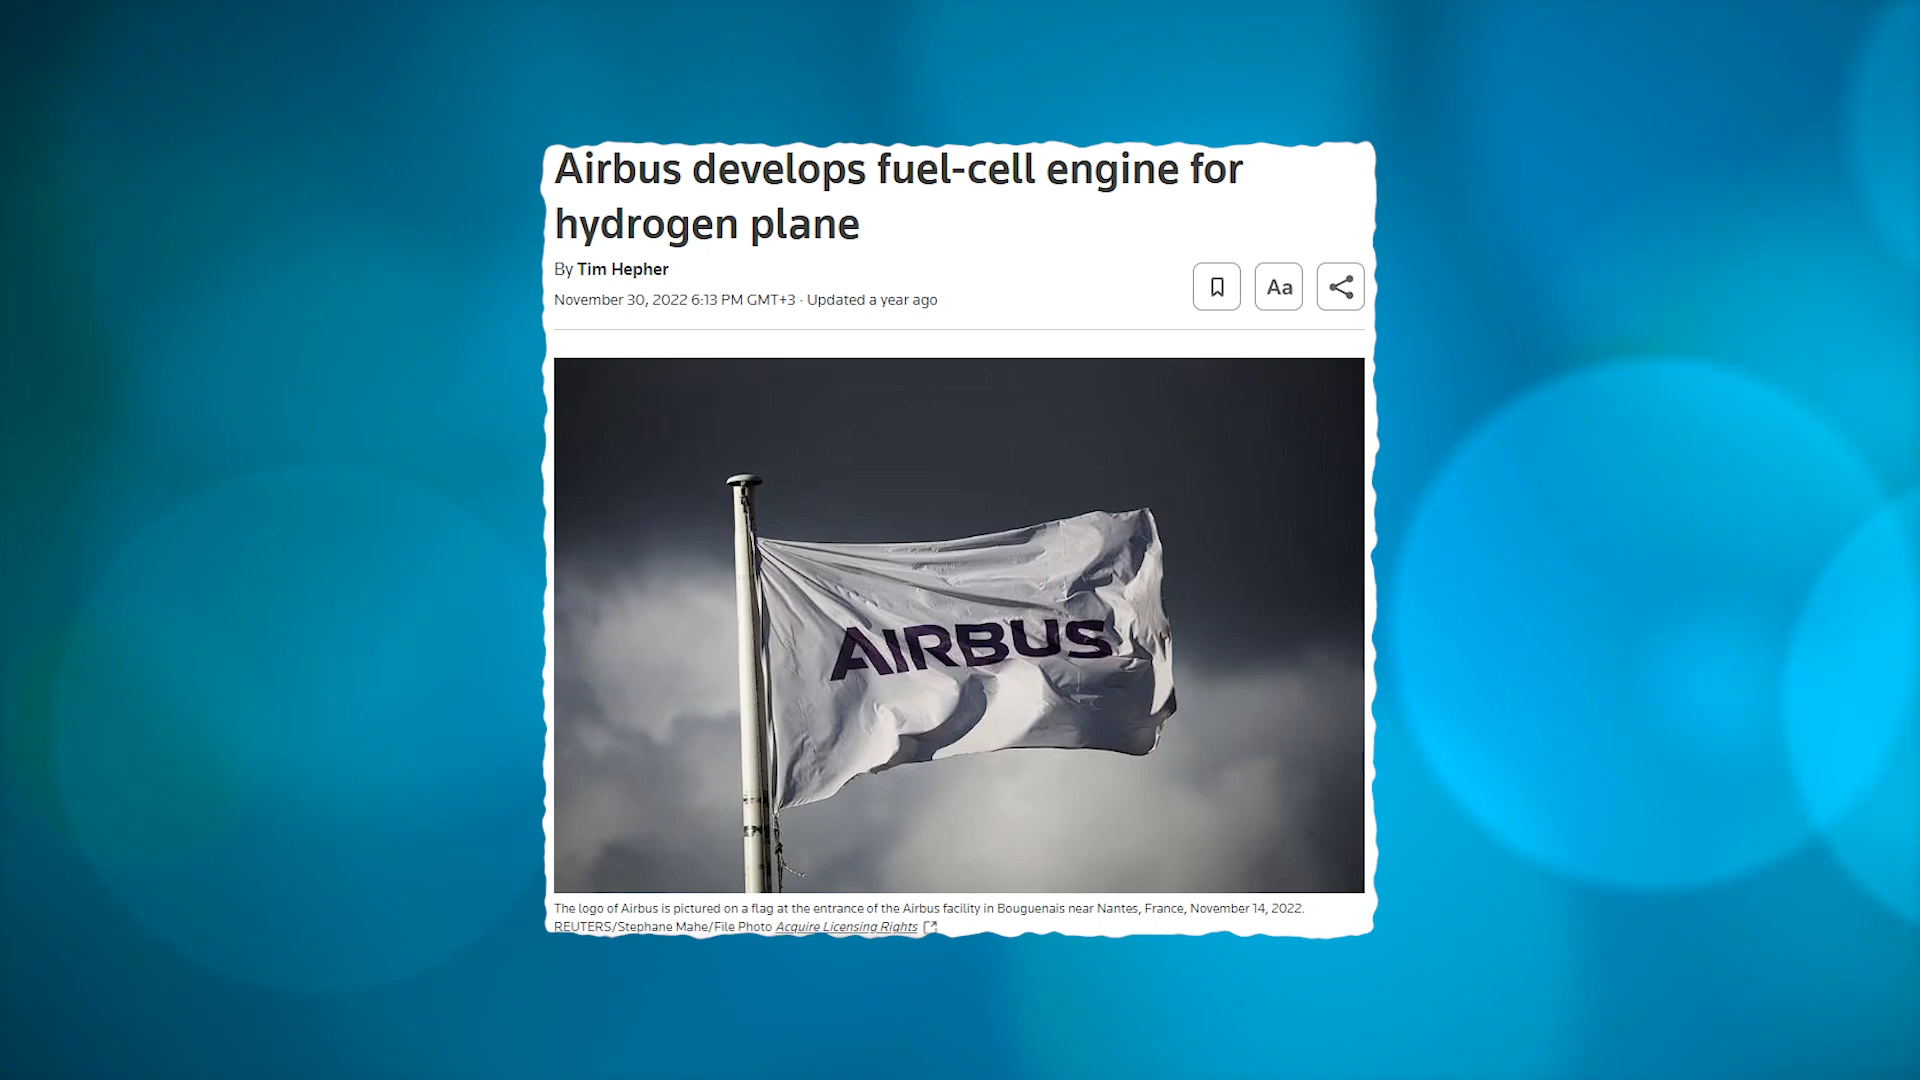 Airbus develops fuel-cell engine for
hydrogen plane
By Tim Hepher
November 30, 2022 6:13 PM GMT+3 · Updated a year ago
Aa
AIRBUS
The logo of Airbus is pictured on a flag at the entrance of the Airbus facility in Bouguenais near Nantes, France, November 14, 2022.
REUTERS/Stephane Mahe/File Photo Acquire Licensing Rights